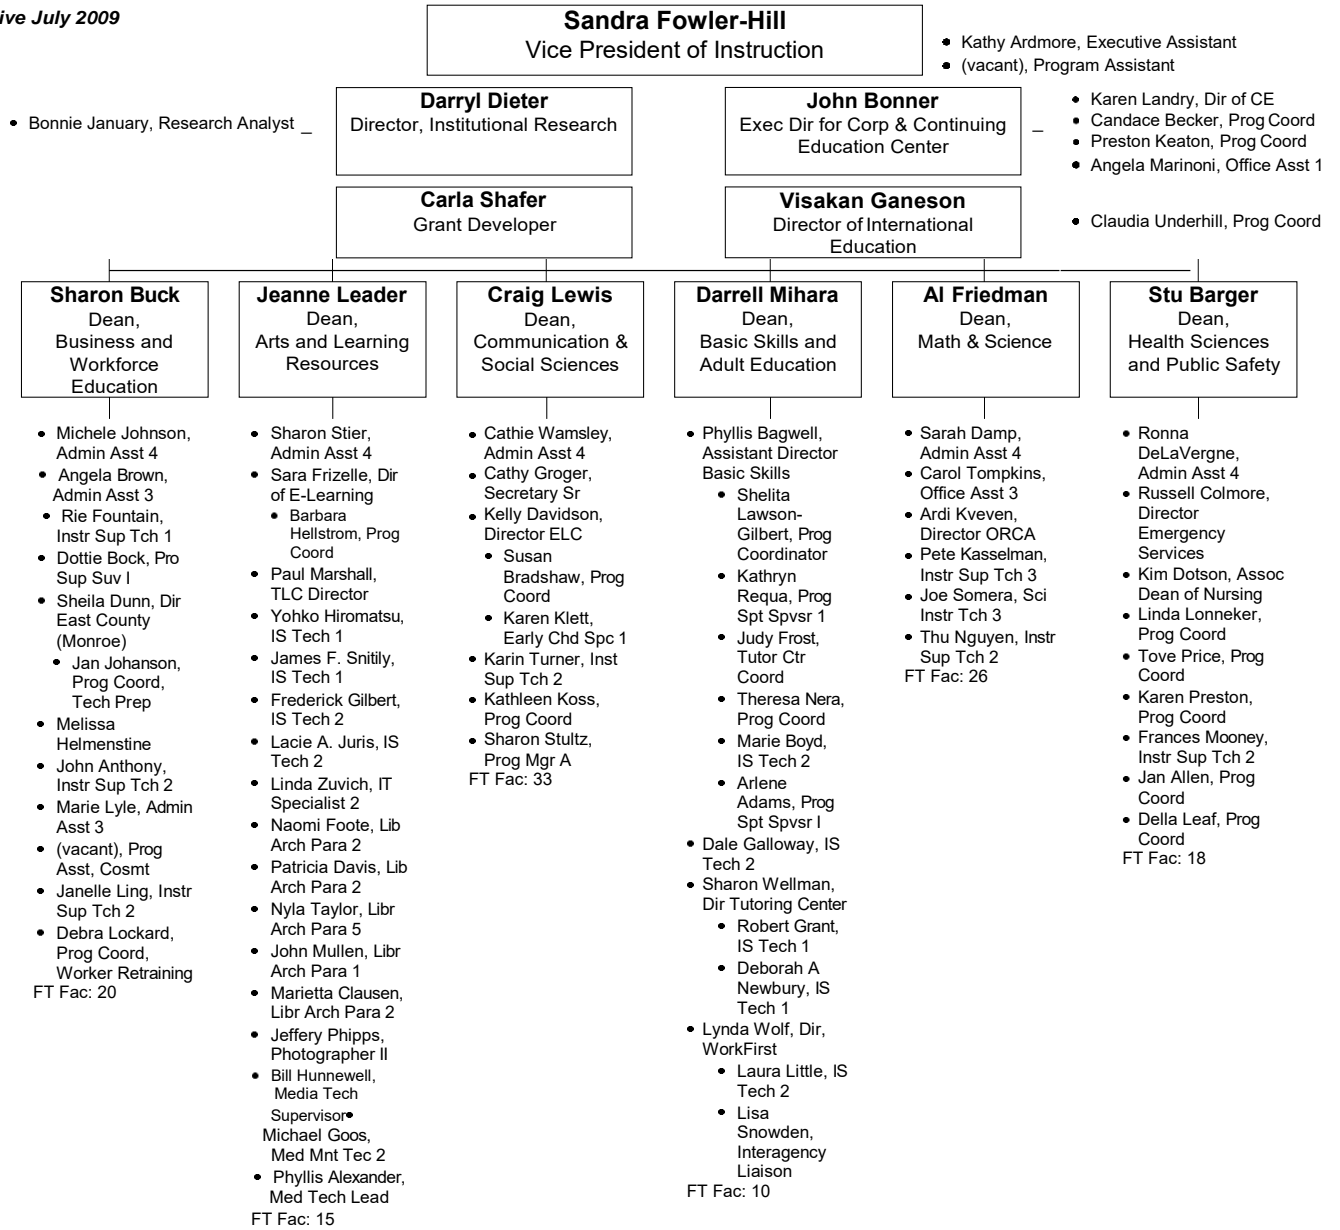 ive July 2009
Sandra Fowler-Hill
Vice President of Instruction
• Kathy Ardmore, Executive Assistant
• (vacant), Program Assistant
• Bonnie January, Research Analyst _
Darryl Dieter
Director, Institutional Research
John Bonner
Exec Dir for Corp & Continuing
Education Center
_
• Karen Landry, Dir of CE
• Candace Becker, Prog Coord
• Preston Keaton, Prog Coord
• Angela Marinoni, Office Asst 1
Carla Shafer
Grant Developer
Visakan Ganeson
Director of International
Education
• Claudia Underhill, Prog Coord
Sharon Buck
Dean,
Business and
Workforce
Education
• Michele Johnson,
Admin Asst 4
• Angela Brown,
Admin Asst 3
• Rie Fountain,
Instr Sup Tch 1
• Dottie Bock, Pro
Sup Suv I
• Sheila Dunn, Dir
East County
(Monroe)
• Jan Johanson,
Prog Coord,
Tech Prep
• Melissa
Helmenstine
• John Anthony,
Instr Sup Tch 2
• Marie Lyle, Admin
Asst 3
• (vacant), Prog
Asst, Cosmt
• Janelle Ling, Instr
Sup Tch 2
• Debra Lockard,
Prog Coord,
Worker Retraining
FT Fac: 20
Jeanne Leader
Dean,
Arts and Learning
Resources
• Sharon Stier,
Admin Asst 4
• Sara Frizelle, Dir
of E-Learning
• Barbara
Hellstrom, Prog
Coord
• Paul Marshall,
TLC Director
• Yohko Hiromatsu,
IS Tech 1
• James F. Snitily,
IS Tech 1
• Frederick Gilbert,
IS Tech 2
• Lacie A. Juris, IS
Tech 2
• Linda Zuvich, IT
Specialist 2
• Naomi Foote, Lib
Arch Para 2
• Patricia Davis, Lib
Arch Para 2
• Nyla Taylor, Libr
Arch Para 5
• John Mullen, Libr
Arch Para 1
• Marietta Clausen,
Libr Arch Para 2
• Jeffery Phipps,
Photographer II
• Bill Hunnewell,
Media Tech
Supervisor•
Michael Goos,
Med Mnt Tec 2
• Phyllis Alexander,
Med Tech Lead
FT Fac: 15
Craig Lewis
Dean,
Communication &
Social Sciences
• Cathie Wamsley,
Admin Asst 4
• Cathy Groger,
Secretary Sr
• Kelly Davidson,
Director ELC
• Susan
Bradshaw, Prog
Coord
• Karen Klett,
Early Chd Spc 1
• Karin Turner, Inst
Sup Tch 2
• Kathleen Koss,
Prog Coord
• Sharon Stultz,
Prog Mgr A
FT Fac: 33
Darrell Mihara
Dean,
Basic Skills and
Adult Education
• Phyllis Bagwell,
Assistant Director
Basic Skills
• Shelita
Lawson-
Gilbert, Prog
Coordinator
• Kathryn
Requa, Prog
Spt Spvsr 1
• Judy Frost,
Tutor Ctr
Coord
• Theresa Nera,
Prog Coord
• Marie Boyd,
IS Tech 2
• Arlene
Adams, Prog
Spt Spvsr I
• Dale Galloway, IS
Tech 2
• Sharon Wellman,
Dir Tutoring Center
• Robert Grant,
IS Tech 1
• Deborah A
Newbury, IS
Tech 1
• Lynda Wolf, Dir,
WorkFirst
• Laura Little, IS
Tech 2
• Lisa
Snowden,
Interagency
Liaison
FT Fac: 10
Al Friedman
Dean,
Math & Science
• Sarah Damp,
Admin Asst 4
• Carol Tompkins,
Office Asst 3
• Ardi Kveven,
Director ORCA
• Pete Kasselman,
Instr Sup Tch 3
• Joe Somera, Sci
Instr Tch 3
• Thu Nguyen, Instr
Sup Tch 2
FT Fac: 26
Stu Barger
Dean,
Health Sciences
and Public Safety
• Ronna
DeLaVergne,
Admin Asst 4
• Russell Colmore,
Director
Emergency
Services
• Kim Dotson, Assoc
Dean of Nursing
• Linda Lonneker,
Prog Coord
• Tove Price, Prog
Coord
• Karen Preston,
Prog Coord
• Frances Mooney,
Instr Sup Tch 2
• Jan Allen, Prog
Coord
• Della Leaf, Prog
Coord
FT Fac: 18